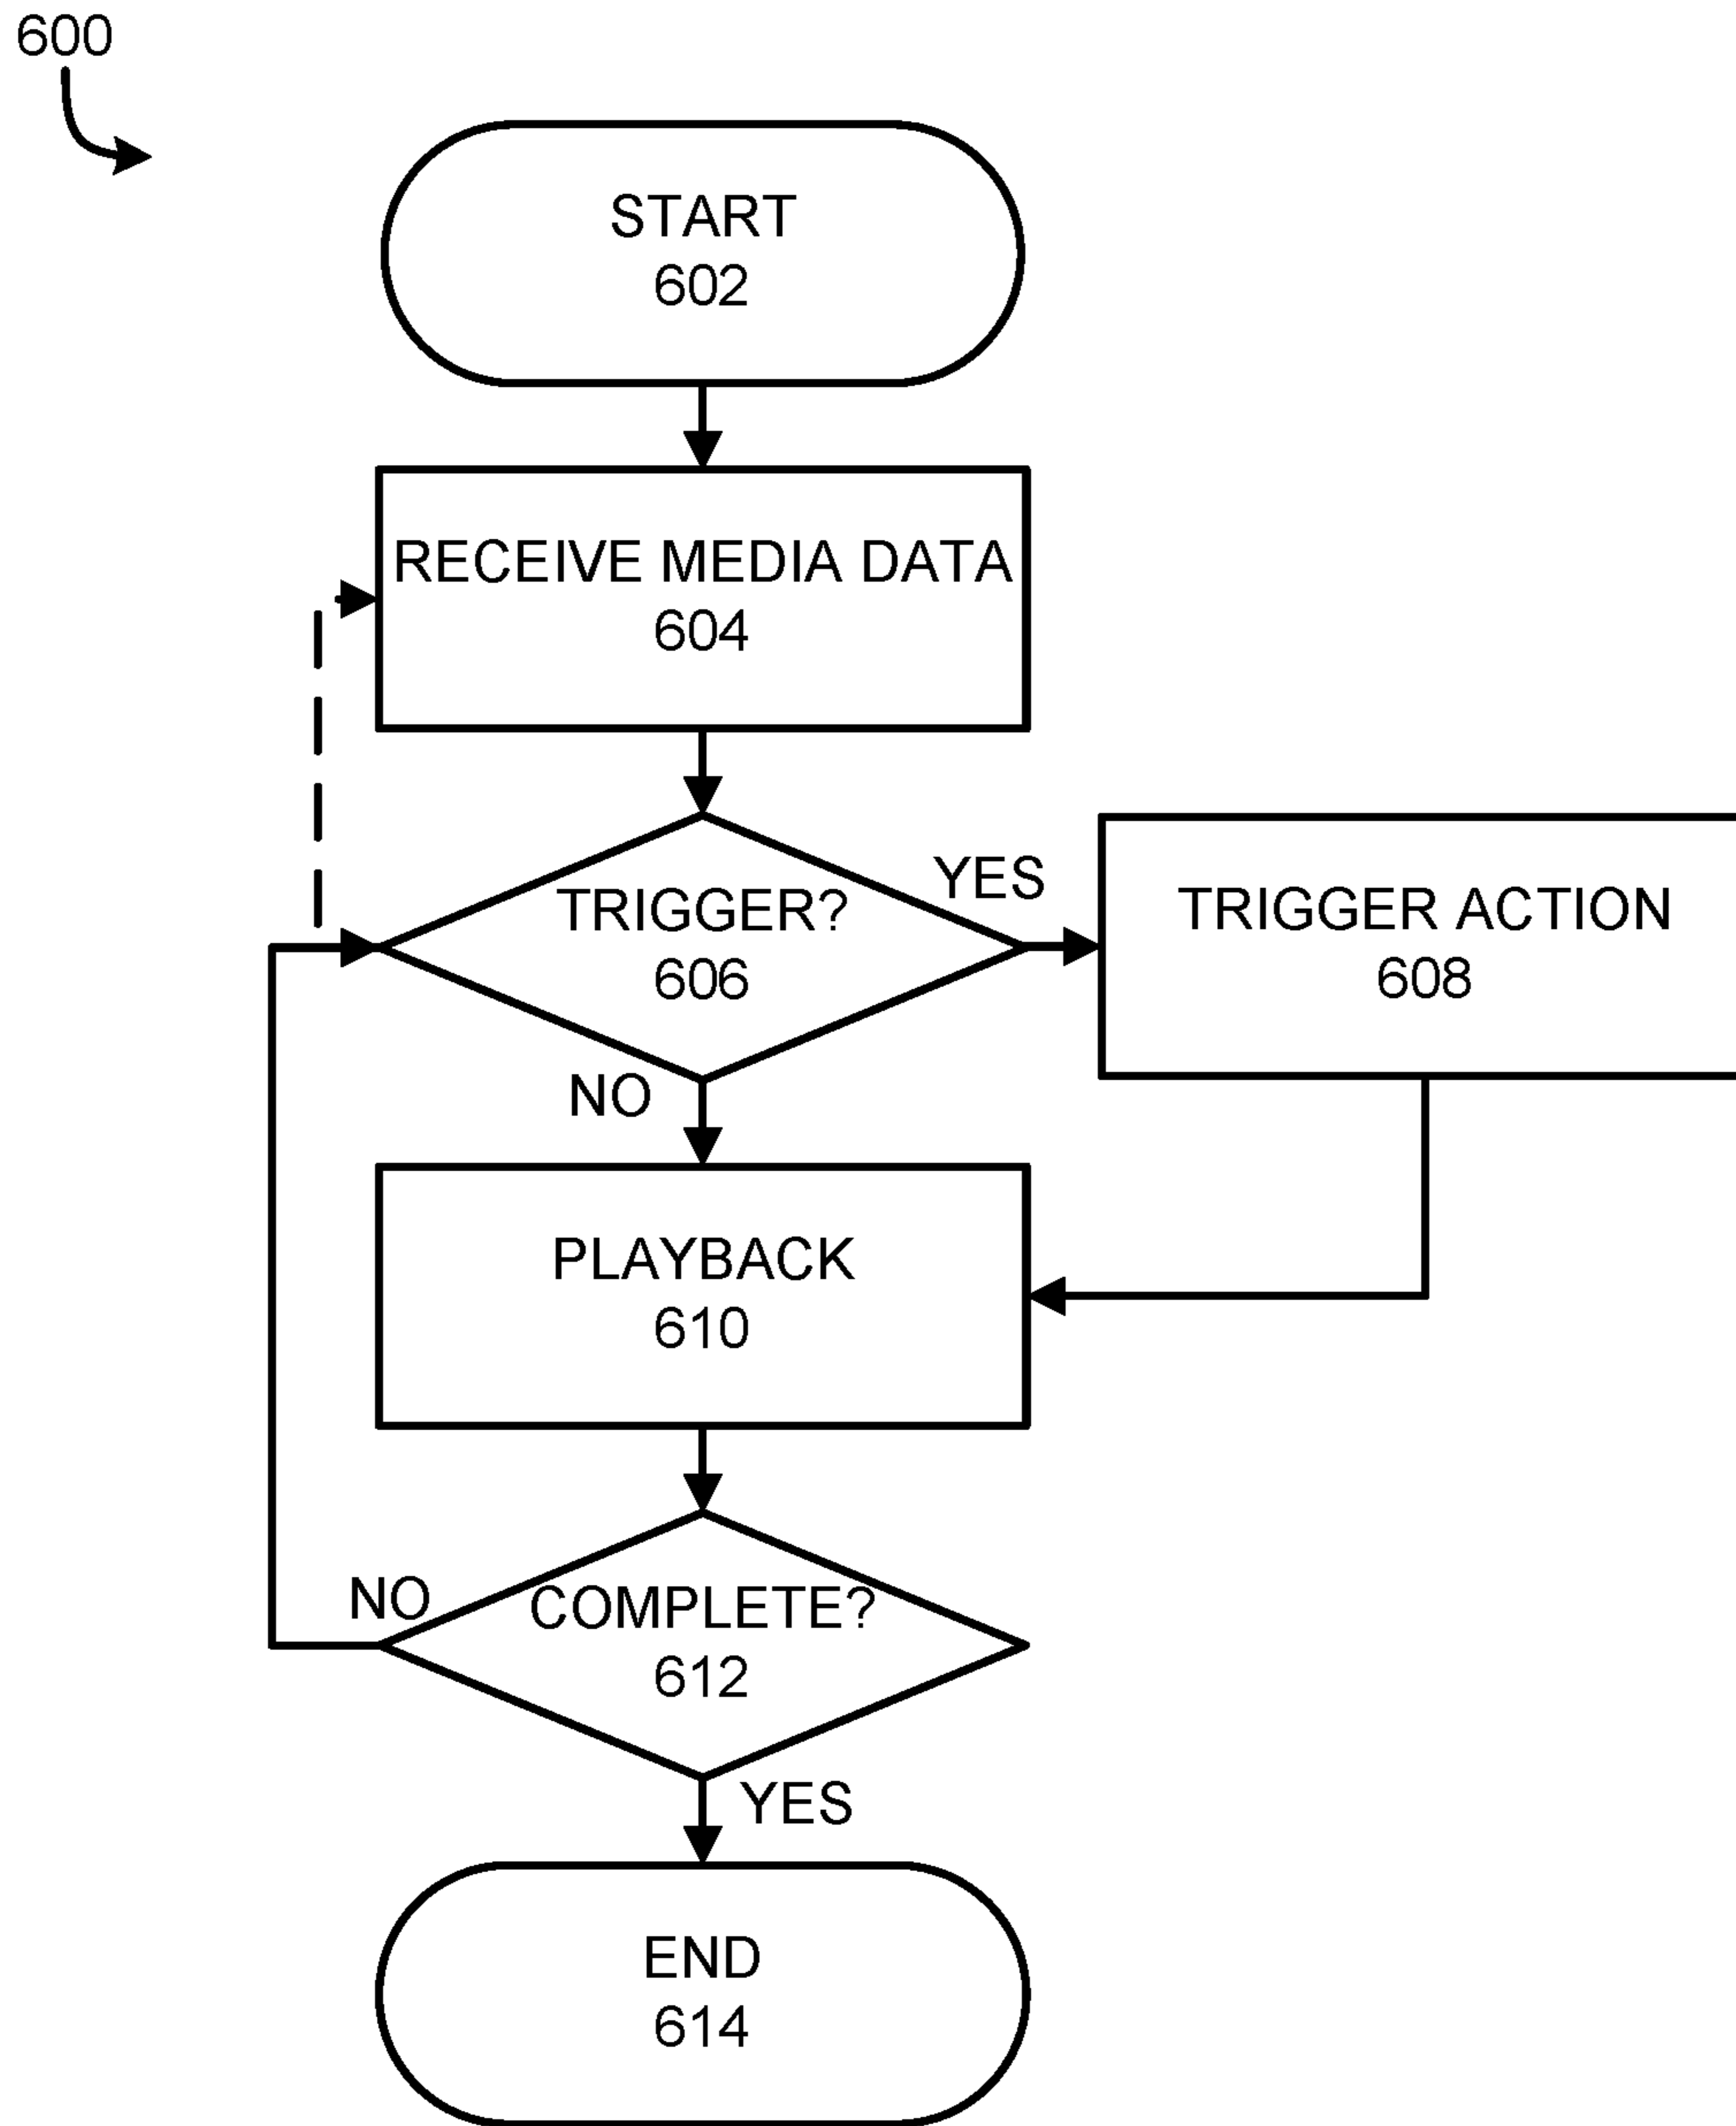 600
START
602
RECEIVE MEDIA DATA
604
YES
TRIGGER?
606
TRIGGER ACTION
608
NO
PLAYBACK
610
NO
COMPLETE?
612
YES
END
614